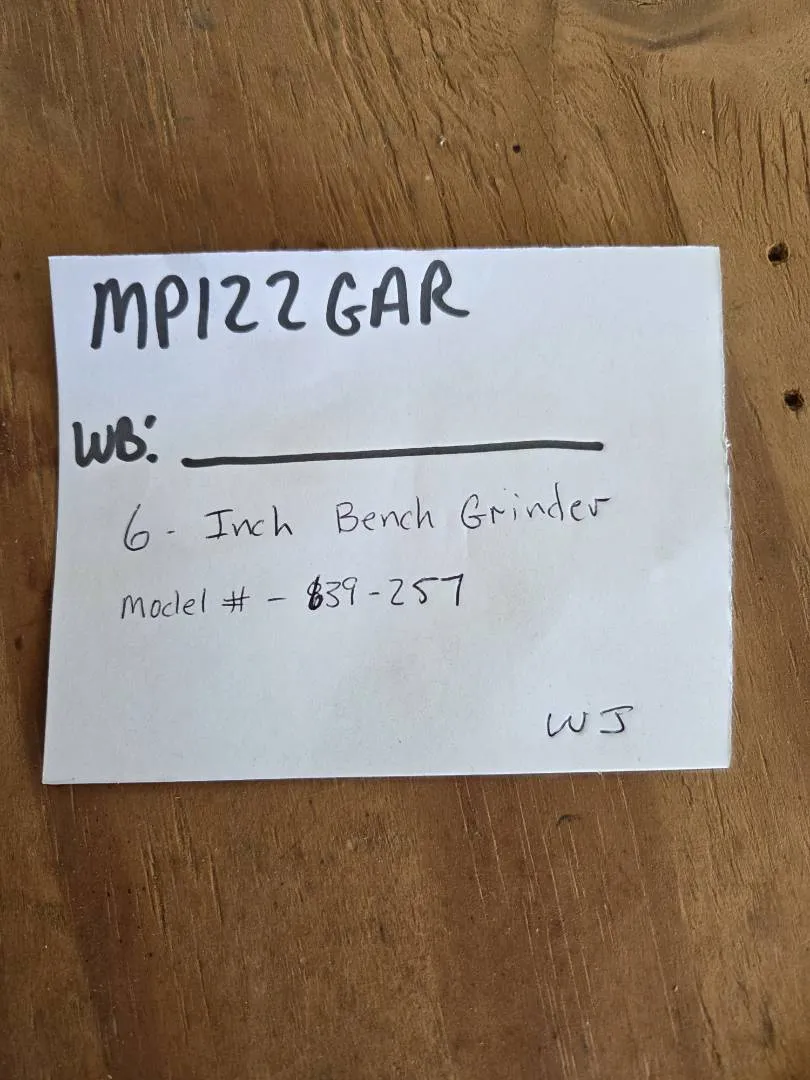 MP122GAR
WB:
6- Inch Bench Grinder
Model # - 839-257
WJ